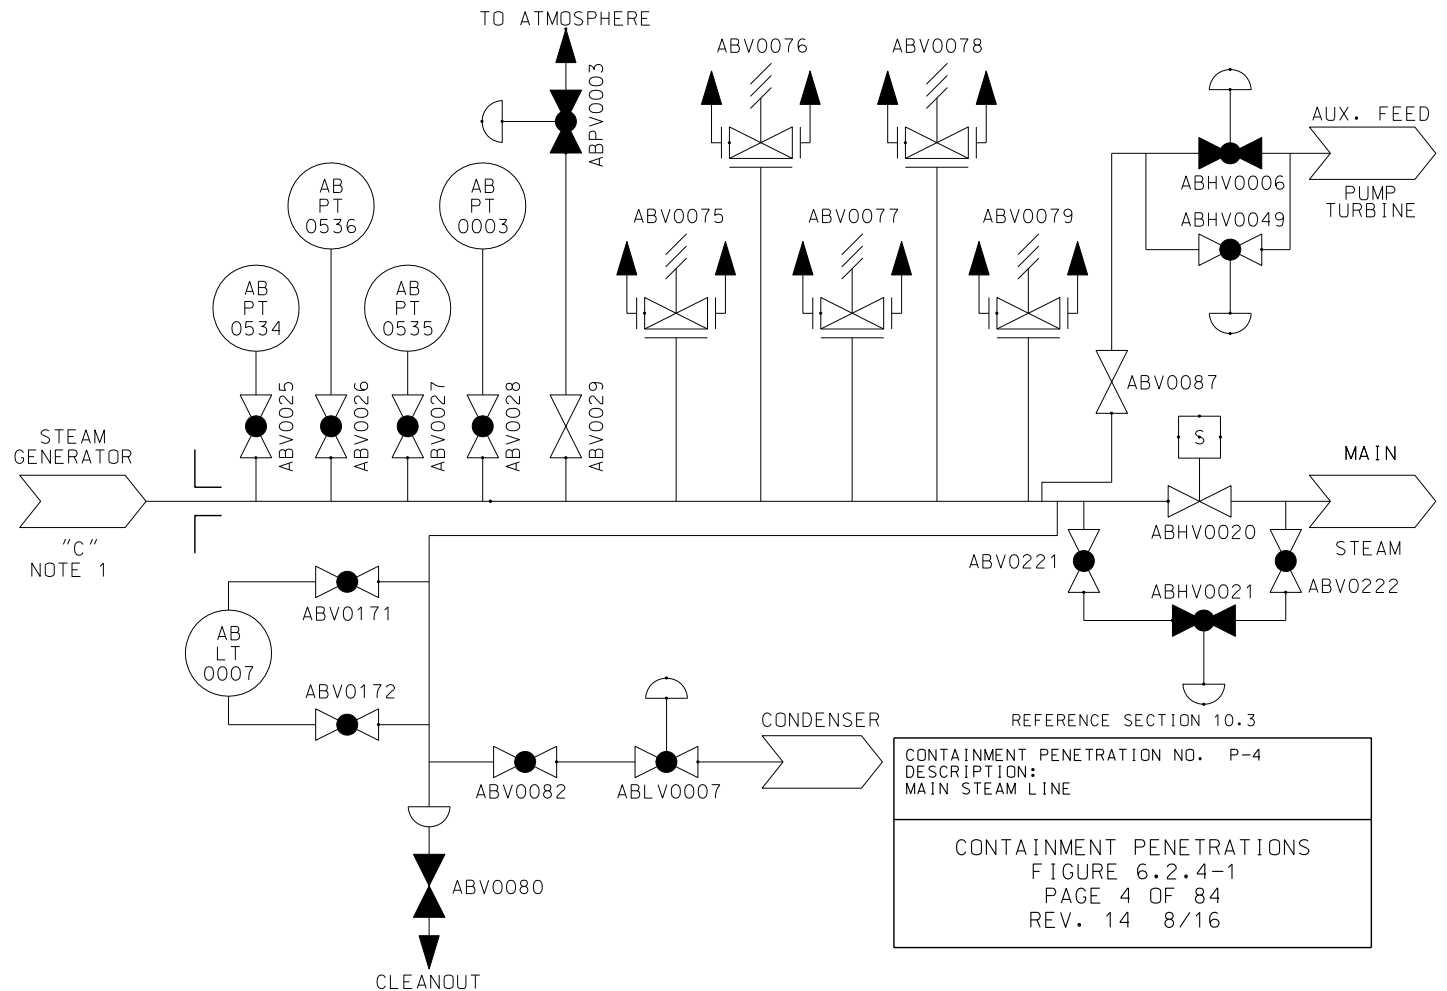 TO ATMOSPHERE
ABPV0003
ABV0076
ABV0078
AUX. FEED
ABHV0006
PUMP
TURBINE
AB
PT
0536
AB
PT
0003
ABV0075
ABV0077
ABV0079
ABHV0049
AB
PT
0534
AB
PT
0535
ABV0025
ABV0026
ABV0027
ABV0028
ABV0029
ABV0087
STEAM
GENERATOR
S
MAIN
"C"
NOTE 1
ABHV0020
STEAM
ABV0221
ABHV0021
ABV0222
ABV0171
AB
LT
0007
ABV0172
CONDENSER
REFERENCE SECTION 10.3
ABV0082
ABLV0007
CONTAINMENT PENETRATION NO. P-4
DESCRIPTION:
MAIN STEAM LINE
CONTAINMENT PENETRATIONS
FIGURE 6.2.4-1
PAGE 4 OF 84
REV. 14 8/16
ABV0080
CLEANOUT